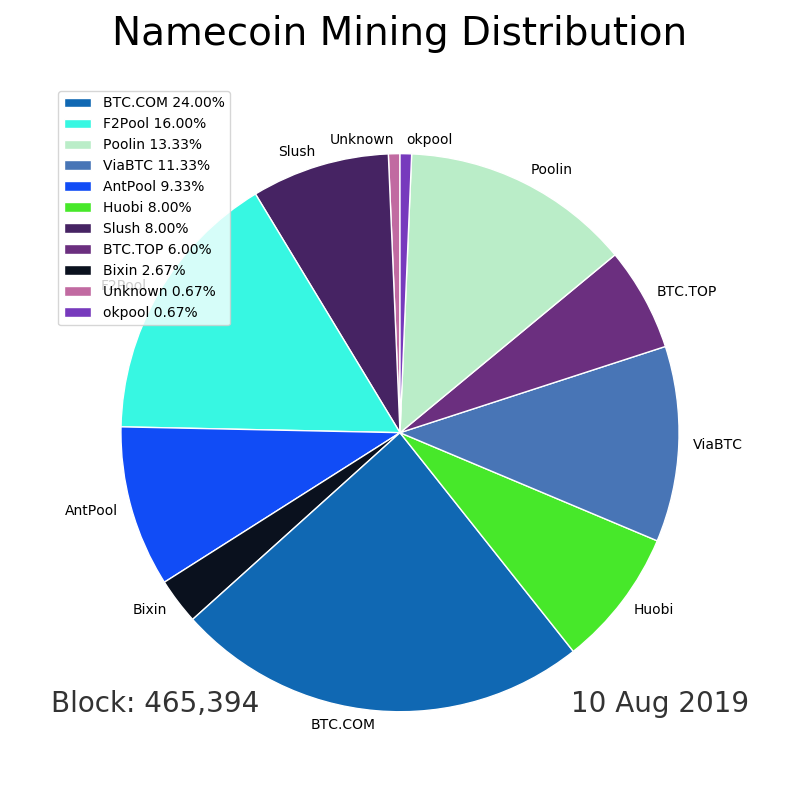 Namecoin Mining Distribution
BTC.COM 24.00%
F2Pool 16.00%
Poolin 13.33%
ViaBTC 11.33%
AntPool 9.33%
Huobi 8.00%
Slush 8.00%
BTC.TOP 6.00%
Bixin 2.67%
Unknown 0.67%
okpool 0.67%
Unknown
okpool
Slush
Poolin
F2Pool
BTC.TOP
ViaBTC
AntPool
Bixin
Huobi
BTC.COM
Block: 465,394
10 Aug 2019